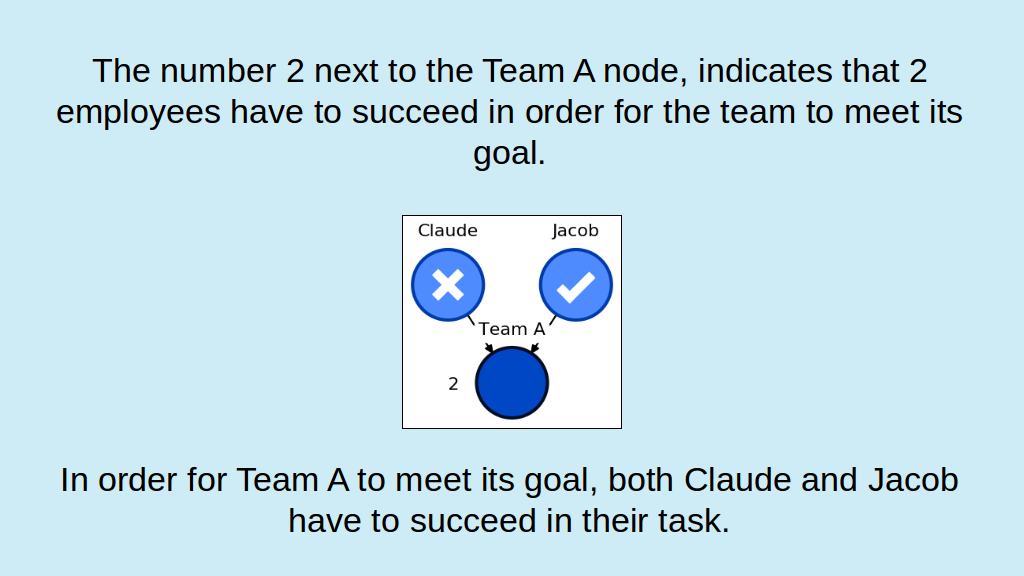 The number 2 next to the Team A node, indicates that 2
employees have to succeed in order for the team to meet its
goal.
Claude
Jacob
Team A
2
In order for Team A to meet its goal, both Claude and Jacob
have to succeed in their task.